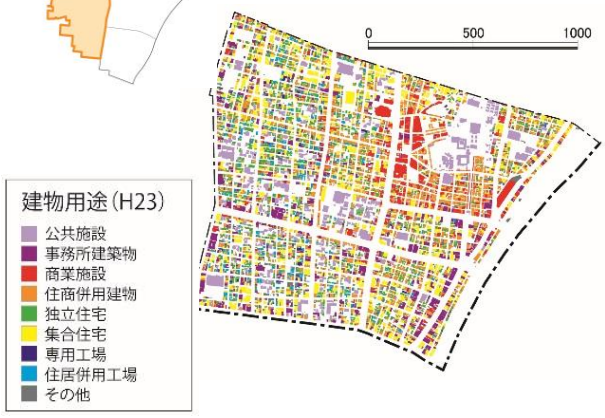 0 500 1000
建物用途(H23)
公共施設
事務所建築物
商業施設
住商併用建物
独立住宅
集合住宅
専用工場
住居併用工場
その他